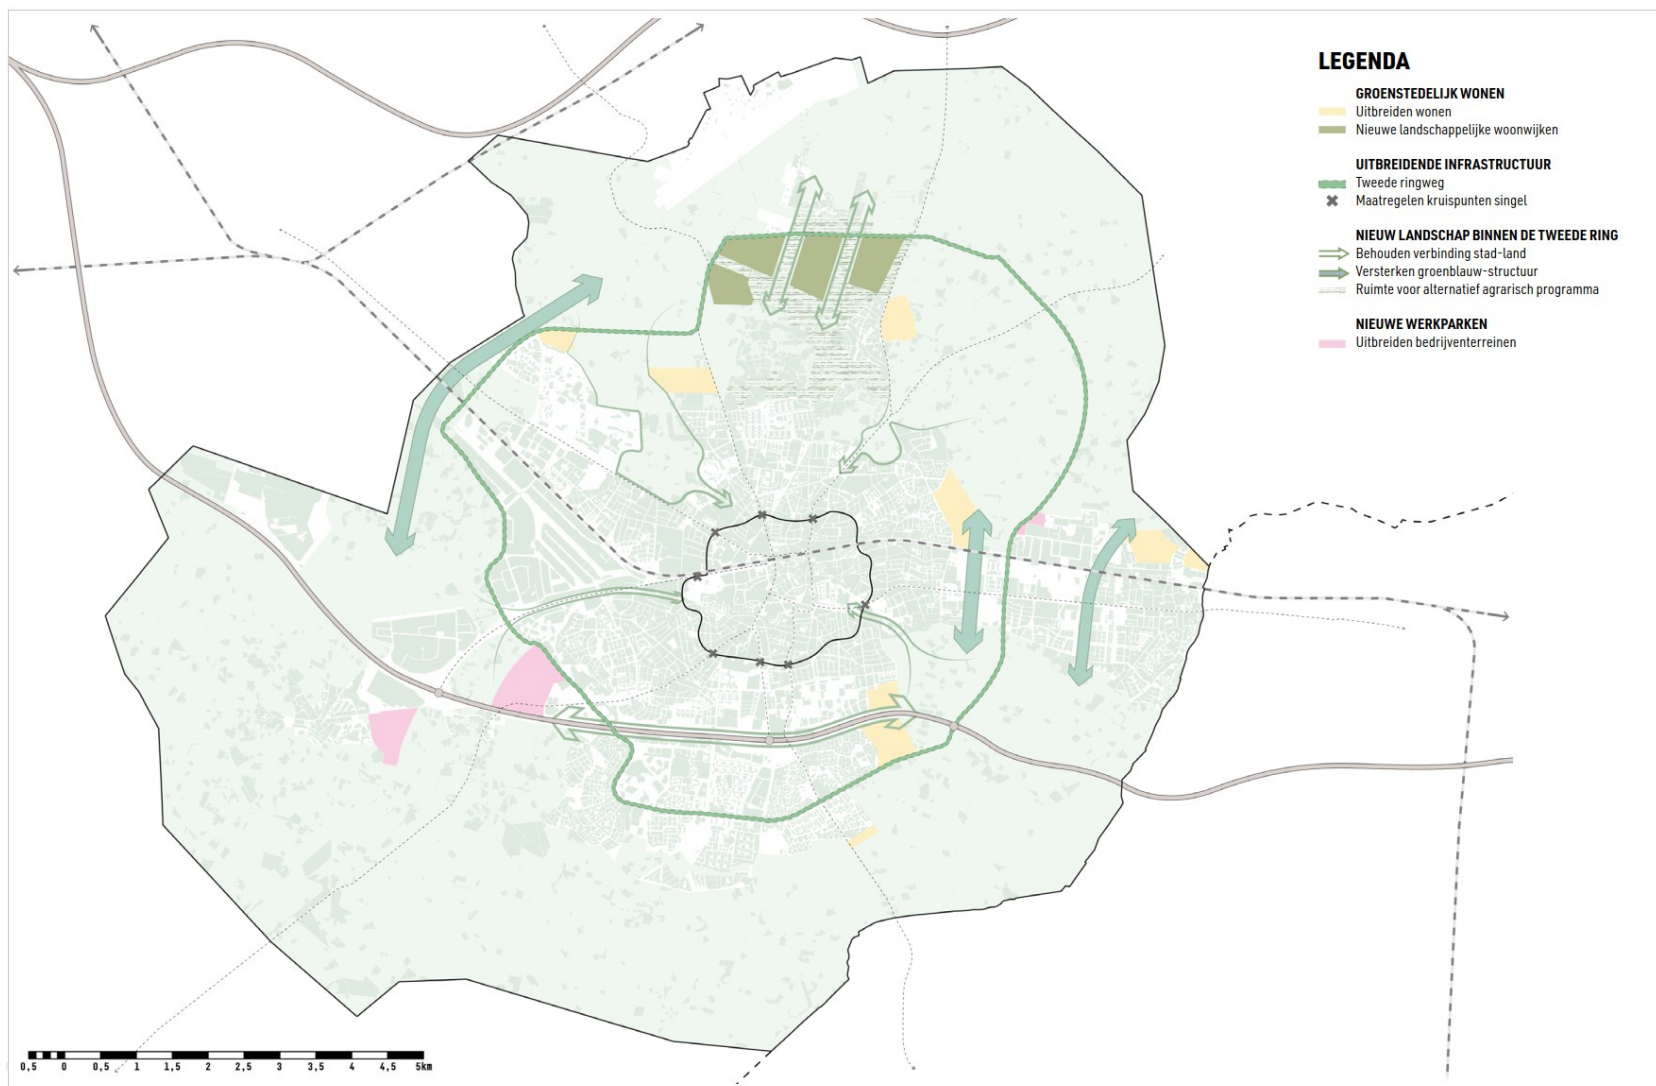 LEGENDA
GROENSTEDELIJK WONEN
Uitbreiden wonen
Nieuwe landschappelijke woonwijken
UITBREIDENDE INFRASTRUCTUUR
Tweede ringweg
Maatregelen kruispunten singel
NIEUW LANDSCHAP BINNEN DE TWEEDE RING
Behouden verbinding stad-land
Versterken groenblauw-structuur
Ruimte voor alternatief agrarisch programma
NIEUWE WERKPARKEN
Uitbreiden bedrijventerreinen
0,5 0 0,5 1 1,5 2 2,5 3 3,5 4 4,5 5km